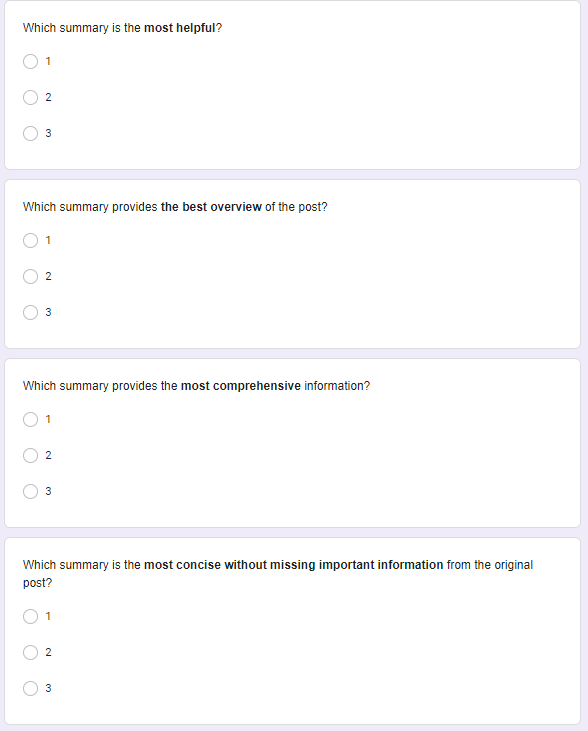 Which summary is the most helpful?
1
2
3
Which summary provides the best overview of the post?
1
2
3
Which summary provides the most comprehensive information?
1
2
3
Which summary is the most concise without missing important information from the original
post?
1
2
3